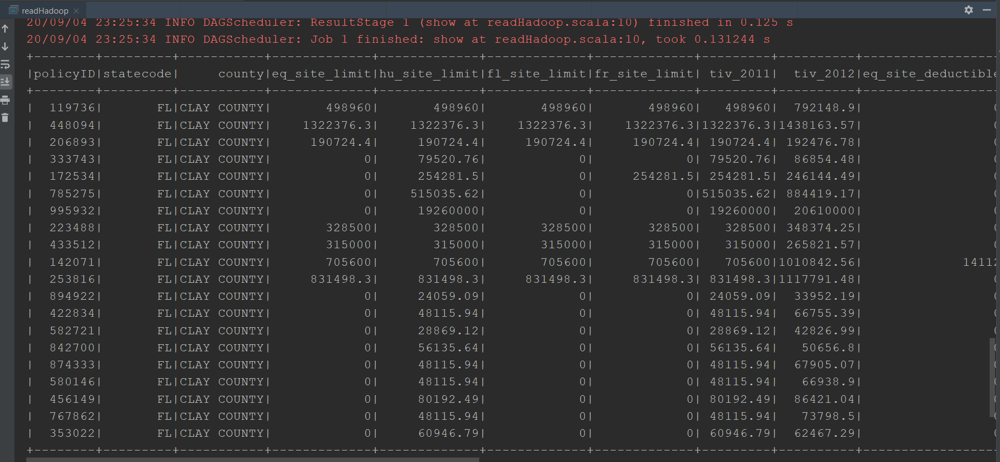 readHadoop
20/09/04 23:25:34 INFO DAGScheduler: ResultStage 1 (show at readHadoop.scala:10) finished in 0.125 s
20/09/04 23:25:34 INFO DAGScheduler: Job 1 finished: show at readHadoop.scala:10, took 0.131244 s
+--------+---------+-----------+-------------+-------------+-------------+-------------+---------+----------+-----------------
|policyID|statecode|     county|eq_site_limit|hu_site_limit|fl_site_limit|fr_site_limit| tiv_2011|  tiv_2012|eq_site_deductible
+--------+---------+-----------+-------------+-------------+-------------+-------------+---------+----------+-----------------
|  119736|       FL|CLAY COUNTY|       498960|       498960|       498960|       498960|   498960|  792148.9|                 0
|  448094|       FL|CLAY COUNTY|    1322376.3|    1322376.3|    1322376.3|    1322376.3|1322376.3|1438163.57|                 0
|  206893|       FL|CLAY COUNTY|     190724.4|     190724.4|     190724.4|     190724.4| 190724.4| 192476.78|                 0
|  333743|       FL|CLAY COUNTY|            0|     79520.76|            0|            0| 79520.76|  86854.48|                 0
|  172534|       FL|CLAY COUNTY|            0|     254281.5|            0|     254281.5| 254281.5| 246144.49|                 0
|  785275|       FL|CLAY COUNTY|            0|    515035.62|            0|            0|515035.62| 884419.17|                 0
|  995932|       FL|CLAY COUNTY|            0|     19260000|            0|            0| 19260000|  20610000|                 0
|  223488|       FL|CLAY COUNTY|       328500|       328500|       328500|       328500|   328500| 348374.25|                 0
|  433512|       FL|CLAY COUNTY|       315000|       315000|       315000|       315000|   315000| 265821.57|                 0
|  142071|       FL|CLAY COUNTY|       705600|       705600|       705600|       705600|   705600|1010842.56|             14112
|  253816|       FL|CLAY COUNTY|     831498.3|     831498.3|     831498.3|     831498.3| 831498.3|1117791.48|                 0
|  894922|       FL|CLAY COUNTY|            0|     24059.09|            0|            0| 24059.09|  33952.19|                 0
|  422834|       FL|CLAY COUNTY|            0|     48115.94|            0|            0| 48115.94|  66755.39|                 0
|  582721|       FL|CLAY COUNTY|            0|     28869.12|            0|            0| 28869.12|  42826.99|                 0
|  842700|       FL|CLAY COUNTY|            0|     56135.64|            0|            0| 56135.64|   50656.8|                 0
|  874333|       FL|CLAY COUNTY|            0|     48115.94|            0|            0| 48115.94|  67905.07|                 0
|  580146|       FL|CLAY COUNTY|            0|     48115.94|            0|            0| 48115.94|   66938.9|                 0
|  456149|       FL|CLAY COUNTY|            0|     80192.49|            0|            0| 80192.49|  86421.04|                 0
|  767862|       FL|CLAY COUNTY|            0|     48115.94|            0|            0| 48115.94|   73798.5|                 0
|  353022|       FL|CLAY COUNTY|            0|     60946.79|            0|            0| 60946.79|  62467.29|                 0
+--------+---------+-----------+-------------+-------------+-------------+-------------+---------+----------+-----------------